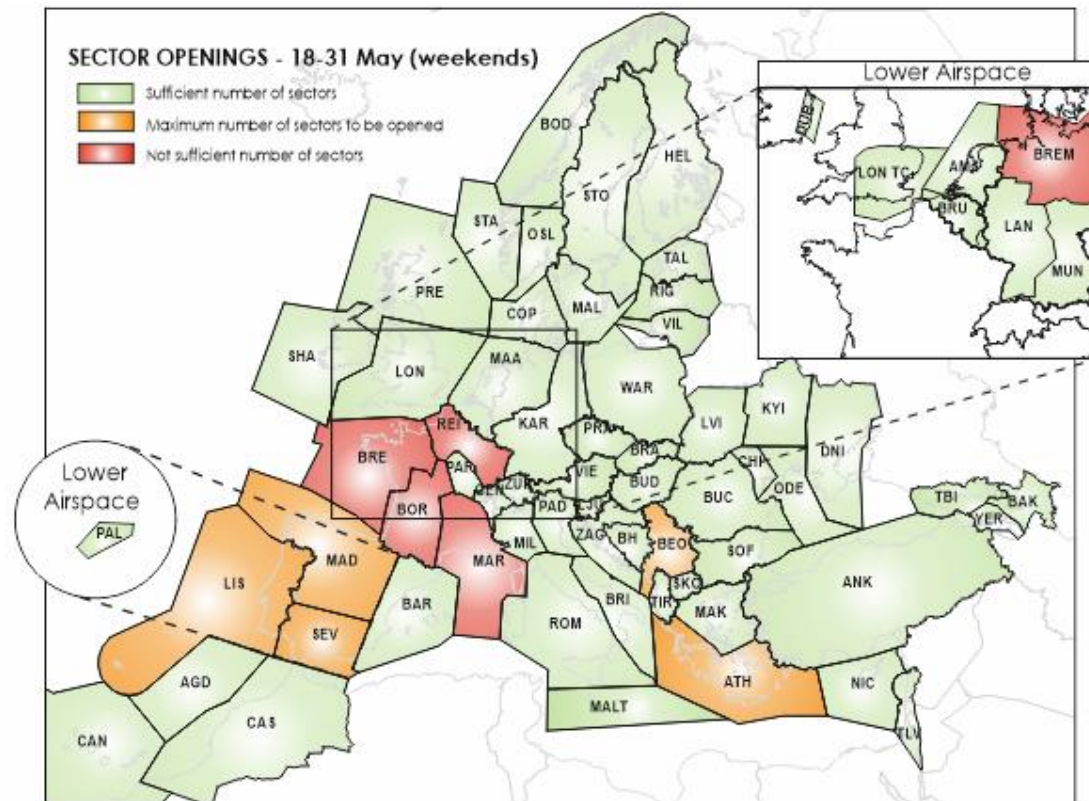 SECTOR OPENINGS - 18-31 May (weekends)
Sufficient number of sectors
Maximum number of sectors to be opened
Not sufficient number of sectors
Lower Airspace
DUB-T
LON TC
AMS
BREM
BRU
LAN
MUN
BOD
HEL
STO
STA
OSL
TAL
PRE
RIG
COP
MAL
VIL
SHA
LON
MAA
WAR
KYI
REI
KAR
PRA
LVI
BRE
PAR
BRA
CHP
DNI
VIE
ZUR
BUD
BUC
ODE
Lower
Airspace
PAL
BOR
PAD
LJU
TBI
BAK
MIL
ZAG
BH
BEO
SOF
YER
MAD
MAR
LIS
SKO
ANK
BAR
TIR
BRI
MAK
ROM
SEV
AGD
ATH
NIC
MALT
CAS
TLV
CAN